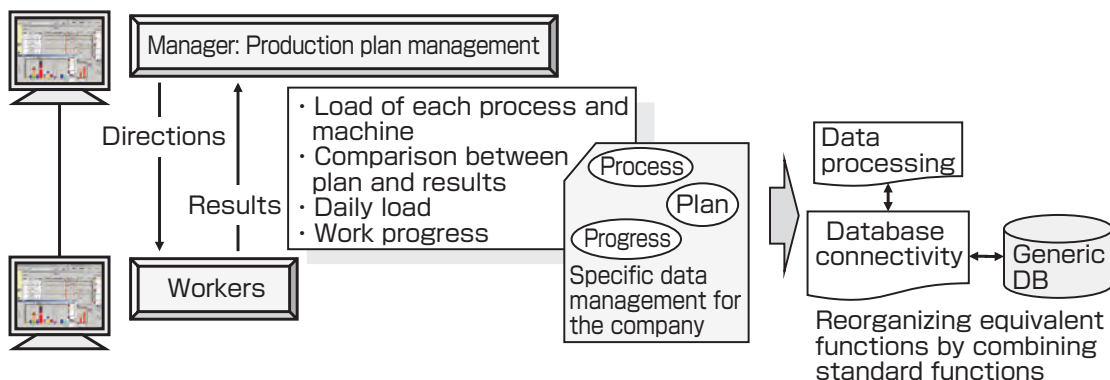 Manager: Production plan management
Directions
Results
Workers
・Load of each process and
machine
・Comparison between
plan and results
・Daily load
・Work progress
Process
Plan
Progress
Specific data
management for
the company
Data
processing
Database
connectivity
Generic
DB
Reorganizing equivalent
functions by combining
standard functions